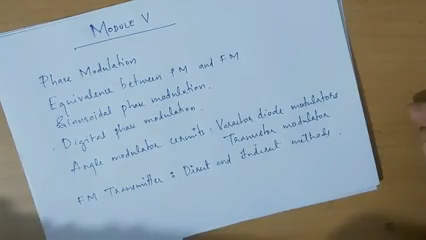 MODULE V
Phase Modulation
Equivalence between PM and FM
Sinusoidal phase modulation.
. Digital phase modulation.
Angle modulator circuits: Varactor diode modulators
Transistor modulator
FM Transmitter : Direct and Indirect methods.